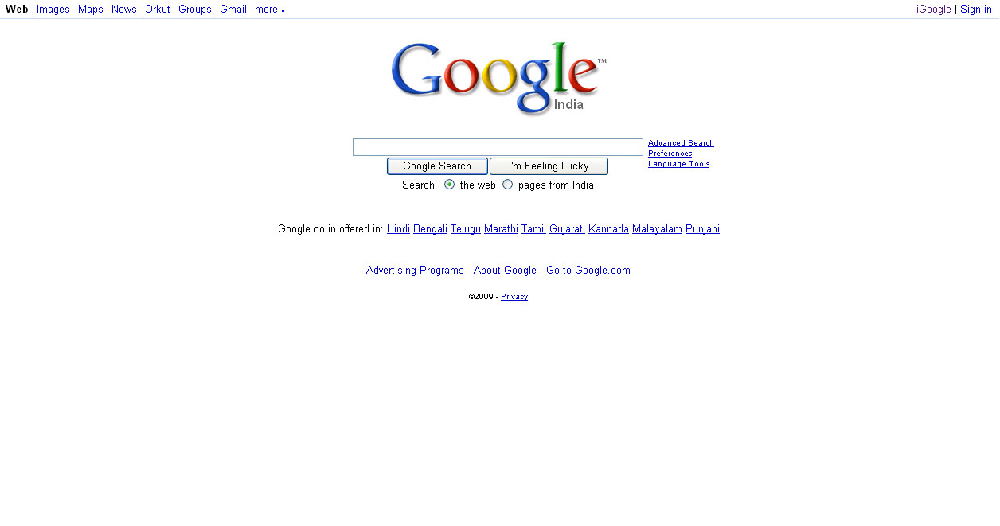 Web Images Maps News Orkut Groups Gmail more ▼ iGoogle | Sign in
Google™
India
Advanced Search
Preferences
Language Tools
Google Search I'm Feeling Lucky
Search: the web pages from India
Google.co.in offered in: Hindi Bengali Telugu Marathi Tamil Gujarati Kannada Malayalam Punjabi
Advertising Programs - About Google - Go to Google.com
©2009 - Privacy